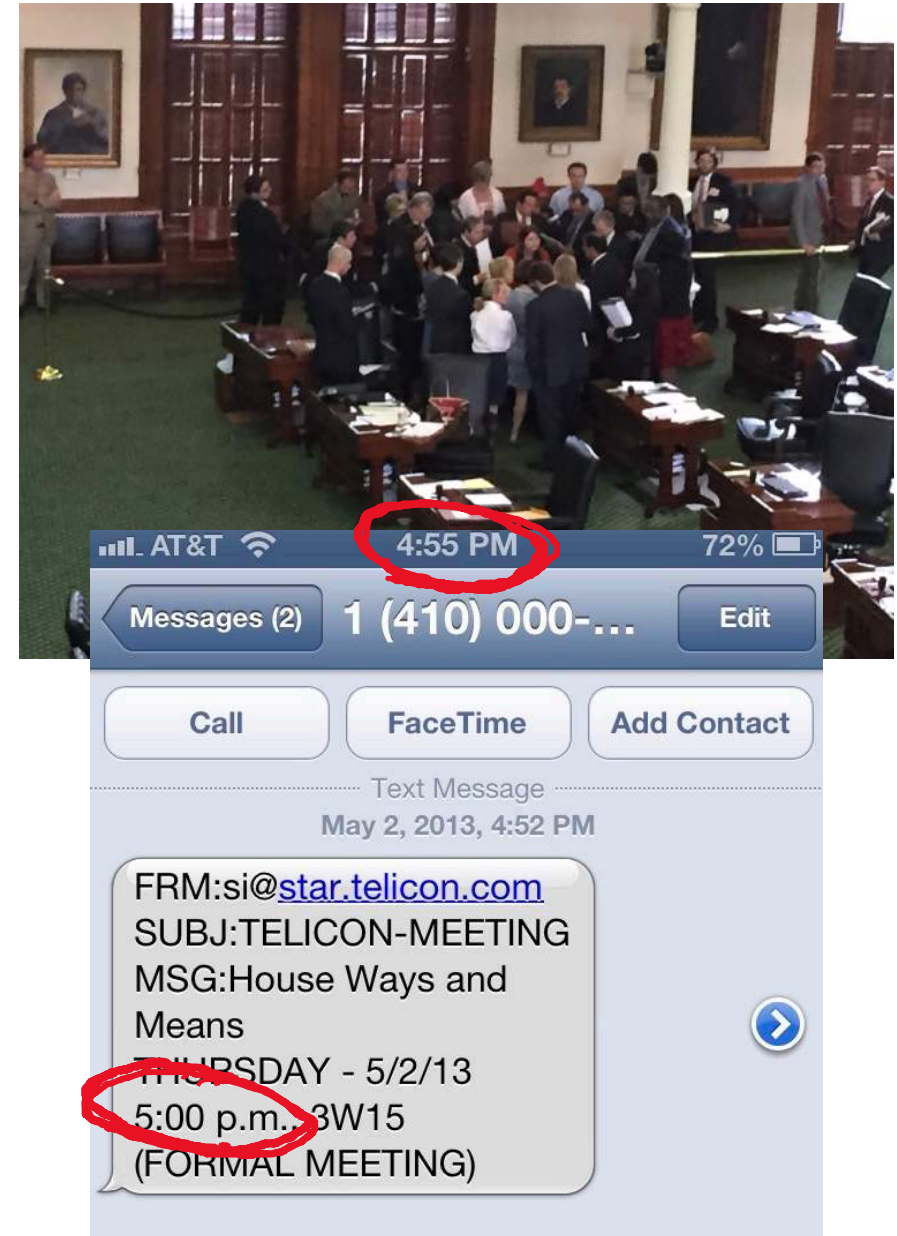 AT&T 4:55 PM 72%
Messages (2) 1 (410) 000-... Edit
Call FaceTime Add Contact
Text Message
May 2, 2013, 4:52 PM
FRM:si@star.telicon.com
SUBJ:TELICON-MEETING
MSG:House Ways and
Means
THURSDAY - 5/2/13
5:00 p.m., 3W15
(FORMAL MEETING)